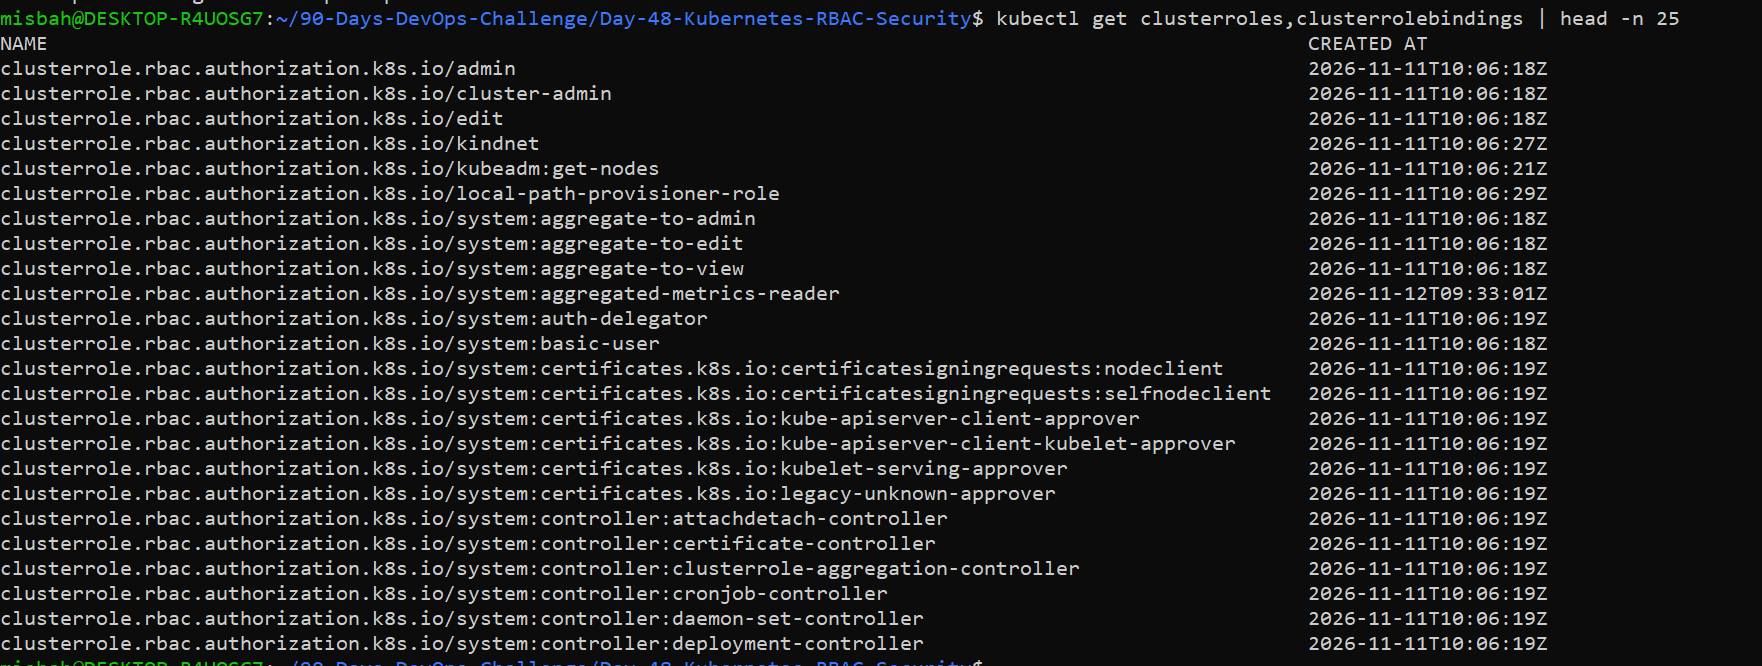 misbah@DESKTOP-R4UOSG7:~/90-Days-DevOps-Challenge/Day-48-Kubernetes-RBAC-Security$ kubectl get clusterroles,clusterrolebindings | head -n 25
NAME CREATED AT
clusterrole.rbac.authorization.k8s.io/admin 2026-11-11T10:06:18Z
clusterrole.rbac.authorization.k8s.io/cluster-admin 2026-11-11T10:06:18Z
clusterrole.rbac.authorization.k8s.io/edit 2026-11-11T10:06:18Z
clusterrole.rbac.authorization.k8s.io/kindnet 2026-11-11T10:06:27Z
clusterrole.rbac.authorization.k8s.io/kubeadm:get-nodes 2026-11-11T10:06:21Z
clusterrole.rbac.authorization.k8s.io/local-path-provisioner-role 2026-11-11T10:06:29Z
clusterrole.rbac.authorization.k8s.io/system:aggregate-to-admin 2026-11-11T10:06:18Z
clusterrole.rbac.authorization.k8s.io/system:aggregate-to-edit 2026-11-11T10:06:18Z
clusterrole.rbac.authorization.k8s.io/system:aggregate-to-view 2026-11-11T10:06:18Z
clusterrole.rbac.authorization.k8s.io/system:aggregated-metrics-reader 2026-11-12T09:33:01Z
clusterrole.rbac.authorization.k8s.io/system:auth-delegator 2026-11-11T10:06:19Z
clusterrole.rbac.authorization.k8s.io/system:basic-user 2026-11-11T10:06:18Z
clusterrole.rbac.authorization.k8s.io/system:certificates.k8s.io:certificatesigningrequests:nodeclient 2026-11-11T10:06:19Z
clusterrole.rbac.authorization.k8s.io/system:certificates.k8s.io:certificatesigningrequests:selfnodeclient 2026-11-11T10:06:19Z
clusterrole.rbac.authorization.k8s.io/system:certificates.k8s.io:kube-apiserver-client-approver 2026-11-11T10:06:19Z
clusterrole.rbac.authorization.k8s.io/system:certificates.k8s.io:kube-apiserver-client-kubelet-approver 2026-11-11T10:06:19Z
clusterrole.rbac.authorization.k8s.io/system:certificates.k8s.io:kubelet-serving-approver 2026-11-11T10:06:19Z
clusterrole.rbac.authorization.k8s.io/system:certificates.k8s.io:legacy-unknown-approver 2026-11-11T10:06:19Z
clusterrole.rbac.authorization.k8s.io/system:controller:attachdetach-controller 2026-11-11T10:06:19Z
clusterrole.rbac.authorization.k8s.io/system:controller:certificate-controller 2026-11-11T10:06:19Z
clusterrole.rbac.authorization.k8s.io/system:controller:clusterrole-aggregation-controller 2026-11-11T10:06:19Z
clusterrole.rbac.authorization.k8s.io/system:controller:cronjob-controller 2026-11-11T10:06:19Z
clusterrole.rbac.authorization.k8s.io/system:controller:daemon-set-controller 2026-11-11T10:06:19Z
clusterrole.rbac.authorization.k8s.io/system:controller:deployment-controller 2026-11-11T10:06:19Z
misbah@DESKTOP-R4UOSG7:~/90-Days-DevOps-Challenge/Day-48-Kubernetes-RBAC-Security$